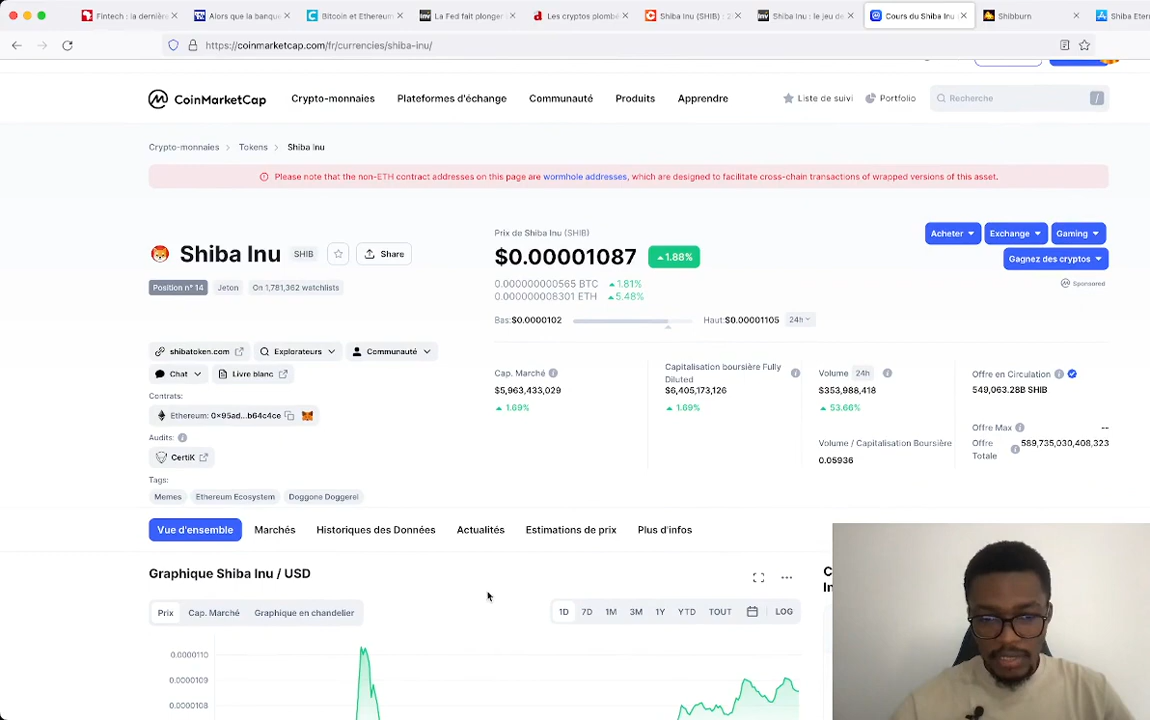 Fintech : la dernière
Alors que la banqu
Bitcoin et Ethereum
La Fed fait plonger
Les cryptos plombé
Shiba Inu (SHIB) : 2
Shiba Inu : le jeu de
Cours du Shiba Inu
Shibburn
Shiba Eter
https://coinmarketcap.com/fr/currencies/shiba-inu/
CoinMarketCap
Crypto-monnaies
Plateformes d'échange
Communauté
Produits
Apprendre
Liste de suivi
Portfolio
Recherche
/
Crypto-monnaies > Tokens > Shiba Inu
Please note that the non-ETH contract addresses on this page are wormhole addresses, which are designed to facilitate cross-chain transactions of wrapped versions of this asset.
Prix de Shiba Inu (SHIB)
Shiba Inu SHIB
Share
$0.00001087
1.88%
Acheter
Exchange
Gaming
Gagnez des cryptos
Sponsored
Position n° 14
Jeton
On 1,781,362 watchlists
0.000000000565 BTC 1.81%
0.000000008301 ETH 5.48%
Bas:$0.0000102
Haut:$0.00001105
24h
shibatoken.com
Explorateurs
Communauté
Chat
Livre blanc
Contrats:
Ethereum: 0x95ad...b64c4ce
Audits:
CertiK
Tags:
Memes
Ethereum Ecosystem
Doggone Doggerel
Cap. Marché
$5,963,433,029
1.69%
Capitalisation boursière Fully
Diluted
$6,405,173,126
1.69%
Volume 24h
$353,988,418
53.66%
Volume / Capitalisation Boursière
0.05936
Offre en Circulation
549,063.28B SHIB
Offre Max --
Offre
Totale
589,735,030,408,323
Vue d'ensemble
Marchés
Historiques des Données
Actualités
Estimations de prix
Plus d'infos
Graphique Shiba Inu / USD
Prix
Cap. Marché
Graphique en chandelier
1D
7D
1M
3M
1Y
YTD
TOUT
LOG
0.0000110
0.0000109
0.0000108